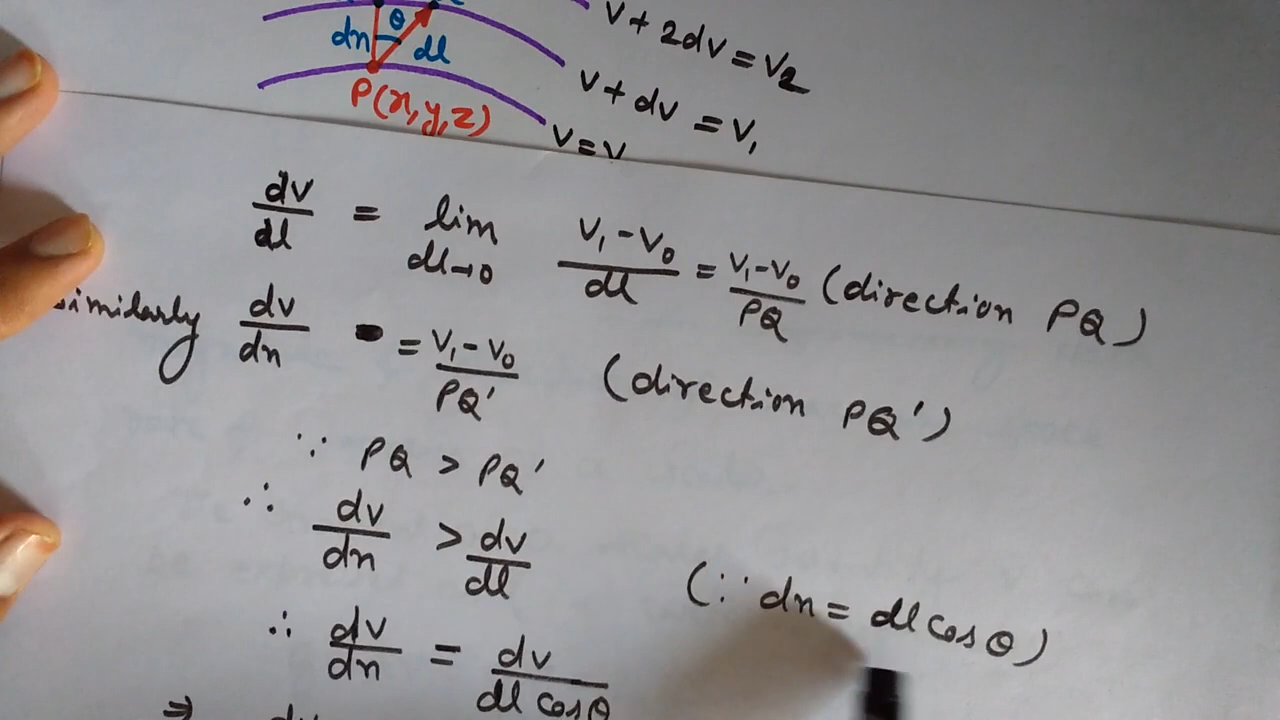 V + 2dV = V₂
dn θ dl
V + dV = V₁
P(x,y,z)
V = V
dV/dl = lim dl→0 V₁-V₀/dl = V₁-V₀/PQ (direction PQ)
Similarly dV/dn = V₁-V₀/PQ' (direction PQ')
∵ PQ > PQ'
∴ dV/dn > dV/dl
(∵ dn = dl cos θ)
∴ dV/dn = dV/dl cos θ
⇒ dV